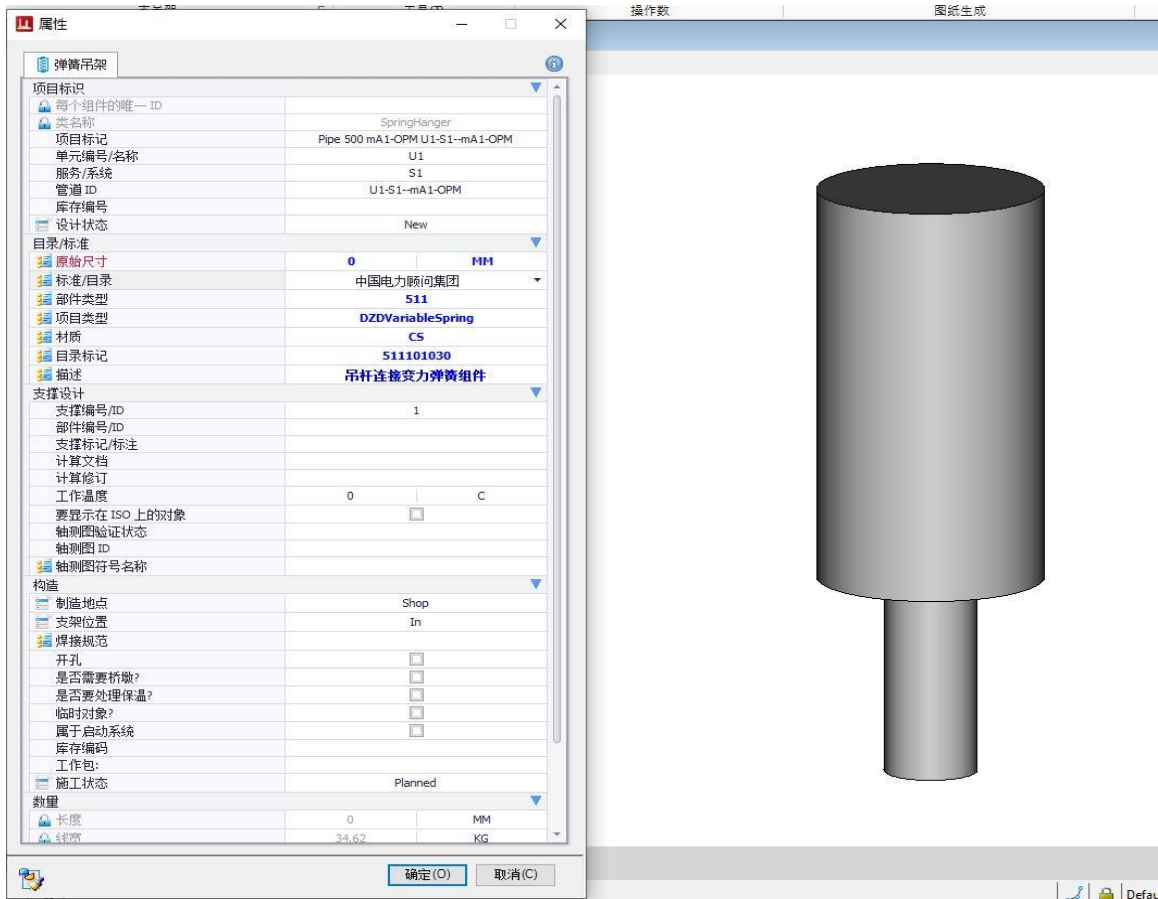 操作数
图纸生成
属性
弹簧吊架
项目标识
每个组件的唯一 ID
类名称 SpringHanger
项目标记 Pipe 500 mA1-OPM U1-S1--mA1-OPM
单元编号/名称 U1
服务/系统 S1
管道 ID U1-S1--mA1-OPM
库存编号
设计状态 New
目录/标准
原始尺寸 0 MM
标准/目录 中国电力顾问集团
部件类型 511
项目类型 DZDVariableSpring
材质 CS
目录标记 511101030
描述 吊杆连接变力弹簧组件
支撑设计
支撑编号/ID 1
部件编号/ID
支撑标记/标注
计算文档
计算修订
工作温度 0 C
要显示在 ISO 上的对象
轴测图验证状态
轴测图 ID
轴测图符号名称
构造
制造地点 Shop
支架位置 In
焊接规范
开孔
是否需要桥墩?
是否要处理保温?
临时对象?
属于启动系统
库存编码
工作包:
施工状态 Planned
数量
长度 0 MM
34.62 KG
确定(O) 取消(C)
Defau